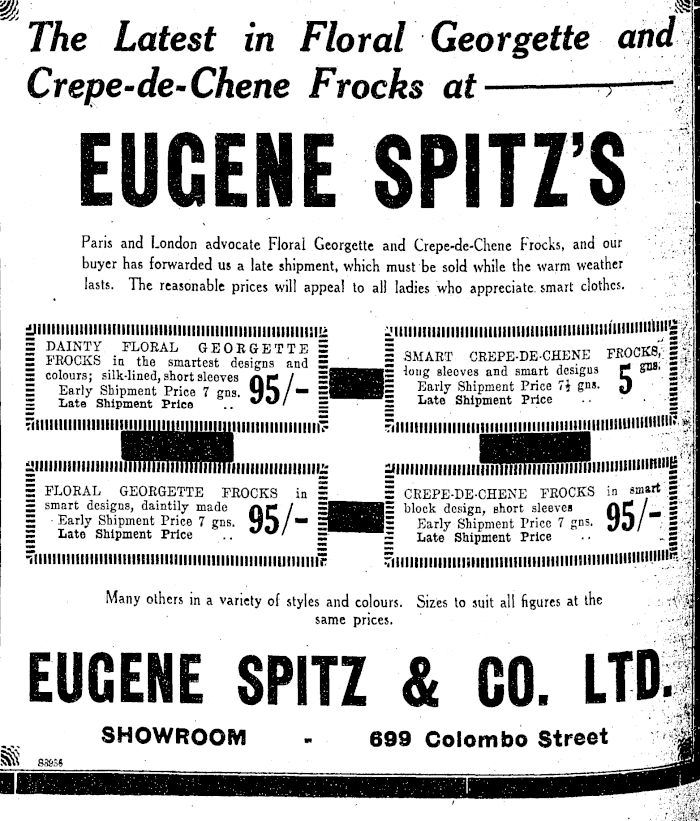 The Latest in Floral Georgette and
Crepe-de-Chene Frocks at
EUGENE SPITZ'S
Paris and London advocate Floral Georgette and Crepe-de-Chene Frocks, and our
buyer has forwarded us a late shipment, which must be sold while the warm weather
lasts. The reasonable prices will appeal to all ladies who appreciate smart clothes.
DAINTY FLORAL GEORGETTE
FROCKS in the smartest designs and
colours; silk-lined, short sleeves
Early Shipment Price 7 gns.
Late Shipment Price .. 95/-
SMART CREPE-DE-CHENE FROCKS,
long sleeves and smart designs
Early Shipment Price 7½ gns.
Late Shipment Price .. 5 gns.
FLORAL GEORGETTE FROCKS in
smart designs, daintily made
Early Shipment Price 7 gns.
Late Shipment Price .. 95/-
CREPE-DE-CHENE FROCKS in smart
block design, short sleeves
Early Shipment Price 7 gns.
Late Shipment Price .. 95/-
Many others in a variety of styles and colours. Sizes to suit all figures at the
same prices.
EUGENE SPITZ & CO. LTD.
SHOWROOM - 699 Colombo Street